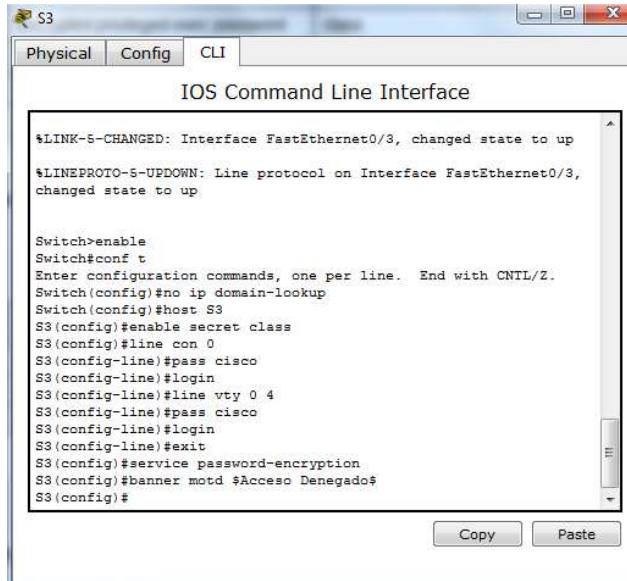 S3
Physical Config CLI
IOS Command Line Interface
%LINK-5-CHANGED: Interface FastEthernet0/3, changed state to up
%LINEPROTO-5-UPDOWN: Line protocol on Interface FastEthernet0/3,
changed state to up
Switch>enable
Switch#conf t
Enter configuration commands, one per line.  End with CNTL/Z.
Switch(config)#no ip domain-lookup
Switch(config)#host S3
S3(config)#enable secret class
S3(config)#line con 0
S3(config-line)#pass cisco
S3(config-line)#login
S3(config-line)#line vty 0 4
S3(config-line)#pass cisco
S3(config-line)#login
S3(config-line)#exit
S3(config)#service password-encryption
S3(config)#banner motd $Acceso Denegado$
S3(config)#
Copy Paste